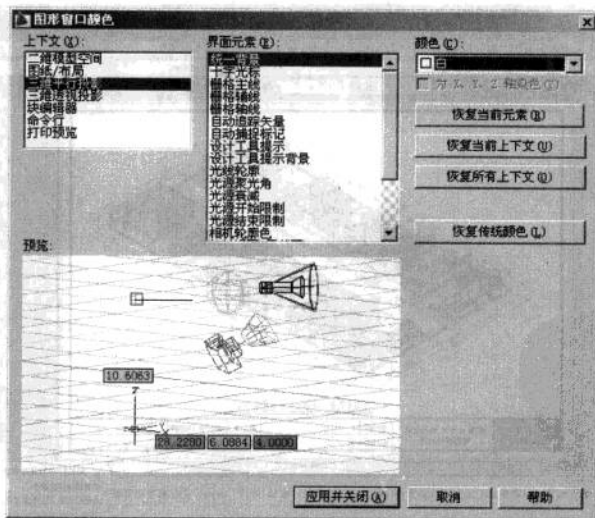 图形窗口颜色
上下文(X):
二维模型空间
图纸/布局
三维平行投影
三维透视投影
块编辑器
命令行
打印预览
界面元素(E):
统一背景
十字光标
栅格主线
栅格辅线
栅格轴线
自动追踪矢量
自动捕捉标记
设计工具提示
设计工具提示背景
光线轮廓
光源聚光角
光源衰减
光源开始限制
光源结束限制
相机轮廓色
颜色(C):
白
为 X, Y, Z 轴染色(T)
恢复当前元素(R)
恢复当前上下文(U)
恢复所有上下文(O)
恢复传统颜色(L)
预览:
10.6063
Z
Y
28.2280 6.0884 4.0000
应用并关闭(A)
取消
帮助